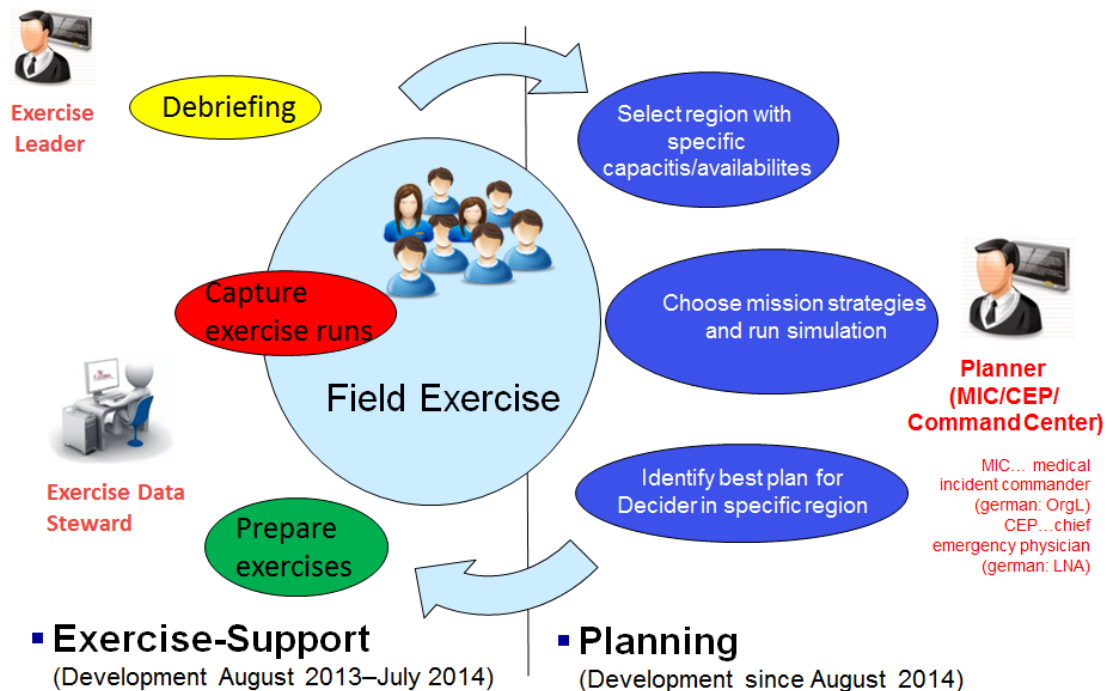 Exercise
Leader
Debriefing
Select region with
specific
capacitis/availabilites
Capture
exercise runs
Field Exercise
Choose mission strategies
and run simulation
Planner
(MIC/CEP/
Command Center)
MIC... medical
incident commander
(german: OrgL)
CEP...chief
emergency physician
(german: LNA)
Exercise Data
Steward
Identify best plan for
Decider in specific region
Prepare
exercises
▪ Exercise-Support
(Development August 2013–July 2014)
▪ Planning
(Development since August 2014)